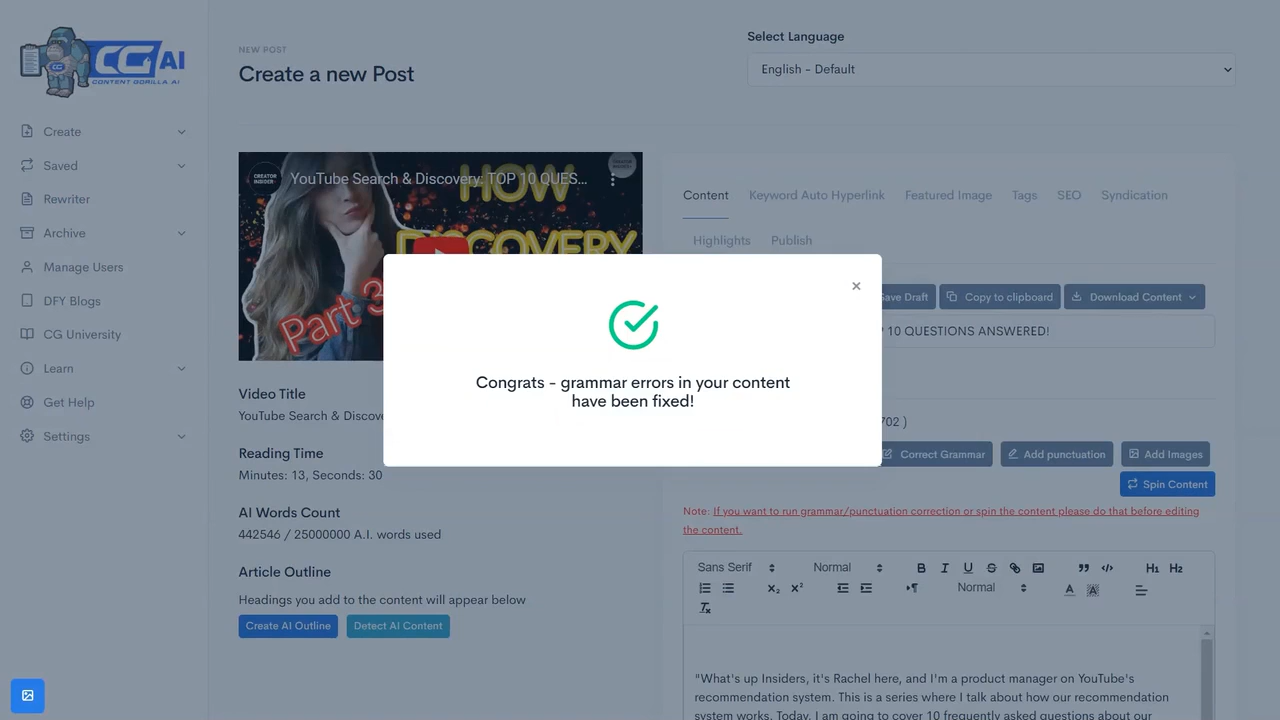 CG AI
CONTENT GORILLA AI
Create
Saved
Rewriter
Archive
Manage Users
DFY Blogs
CG University
Learn
Get Help
Settings
NEW POST
Create a new Post
Select Language
English - Default
CREATOR INSIDER
YouTube Search & Discovery: TOP 10 QUES...
HOW
DISCOVERY
Part 3
Video Title
YouTube Search & Discove
Reading Time
Minutes: 13, Seconds: 30
AI Words Count
442546 / 25000000 A.I. words used
Article Outline
Headings you add to the content will appear below
Create AI Outline
Detect AI Content
Content
Keyword Auto Hyperlink
Featured Image
Tags
SEO
Syndication
Highlights
Publish
Save Draft
Copy to clipboard
Download Content
P 10 QUESTIONS ANSWERED!
702 )
Correct Grammar
Add punctuation
Add Images
Spin Content
Note: If you want to run grammar/punctuation correction or spin the content please do that before editing
the content.
Sans Serif
Normal
B I U S
H1 H2
X2 X2
Normal
A A
Tx
"What's up Insiders, it's Rachel here, and I'm a product manager on YouTube's
recommendation system. This is a series where I talk about how our recommendation
system works. Today, I am going to cover 10 frequently asked questions about our
×
Congrats - grammar errors in your content
have been fixed!